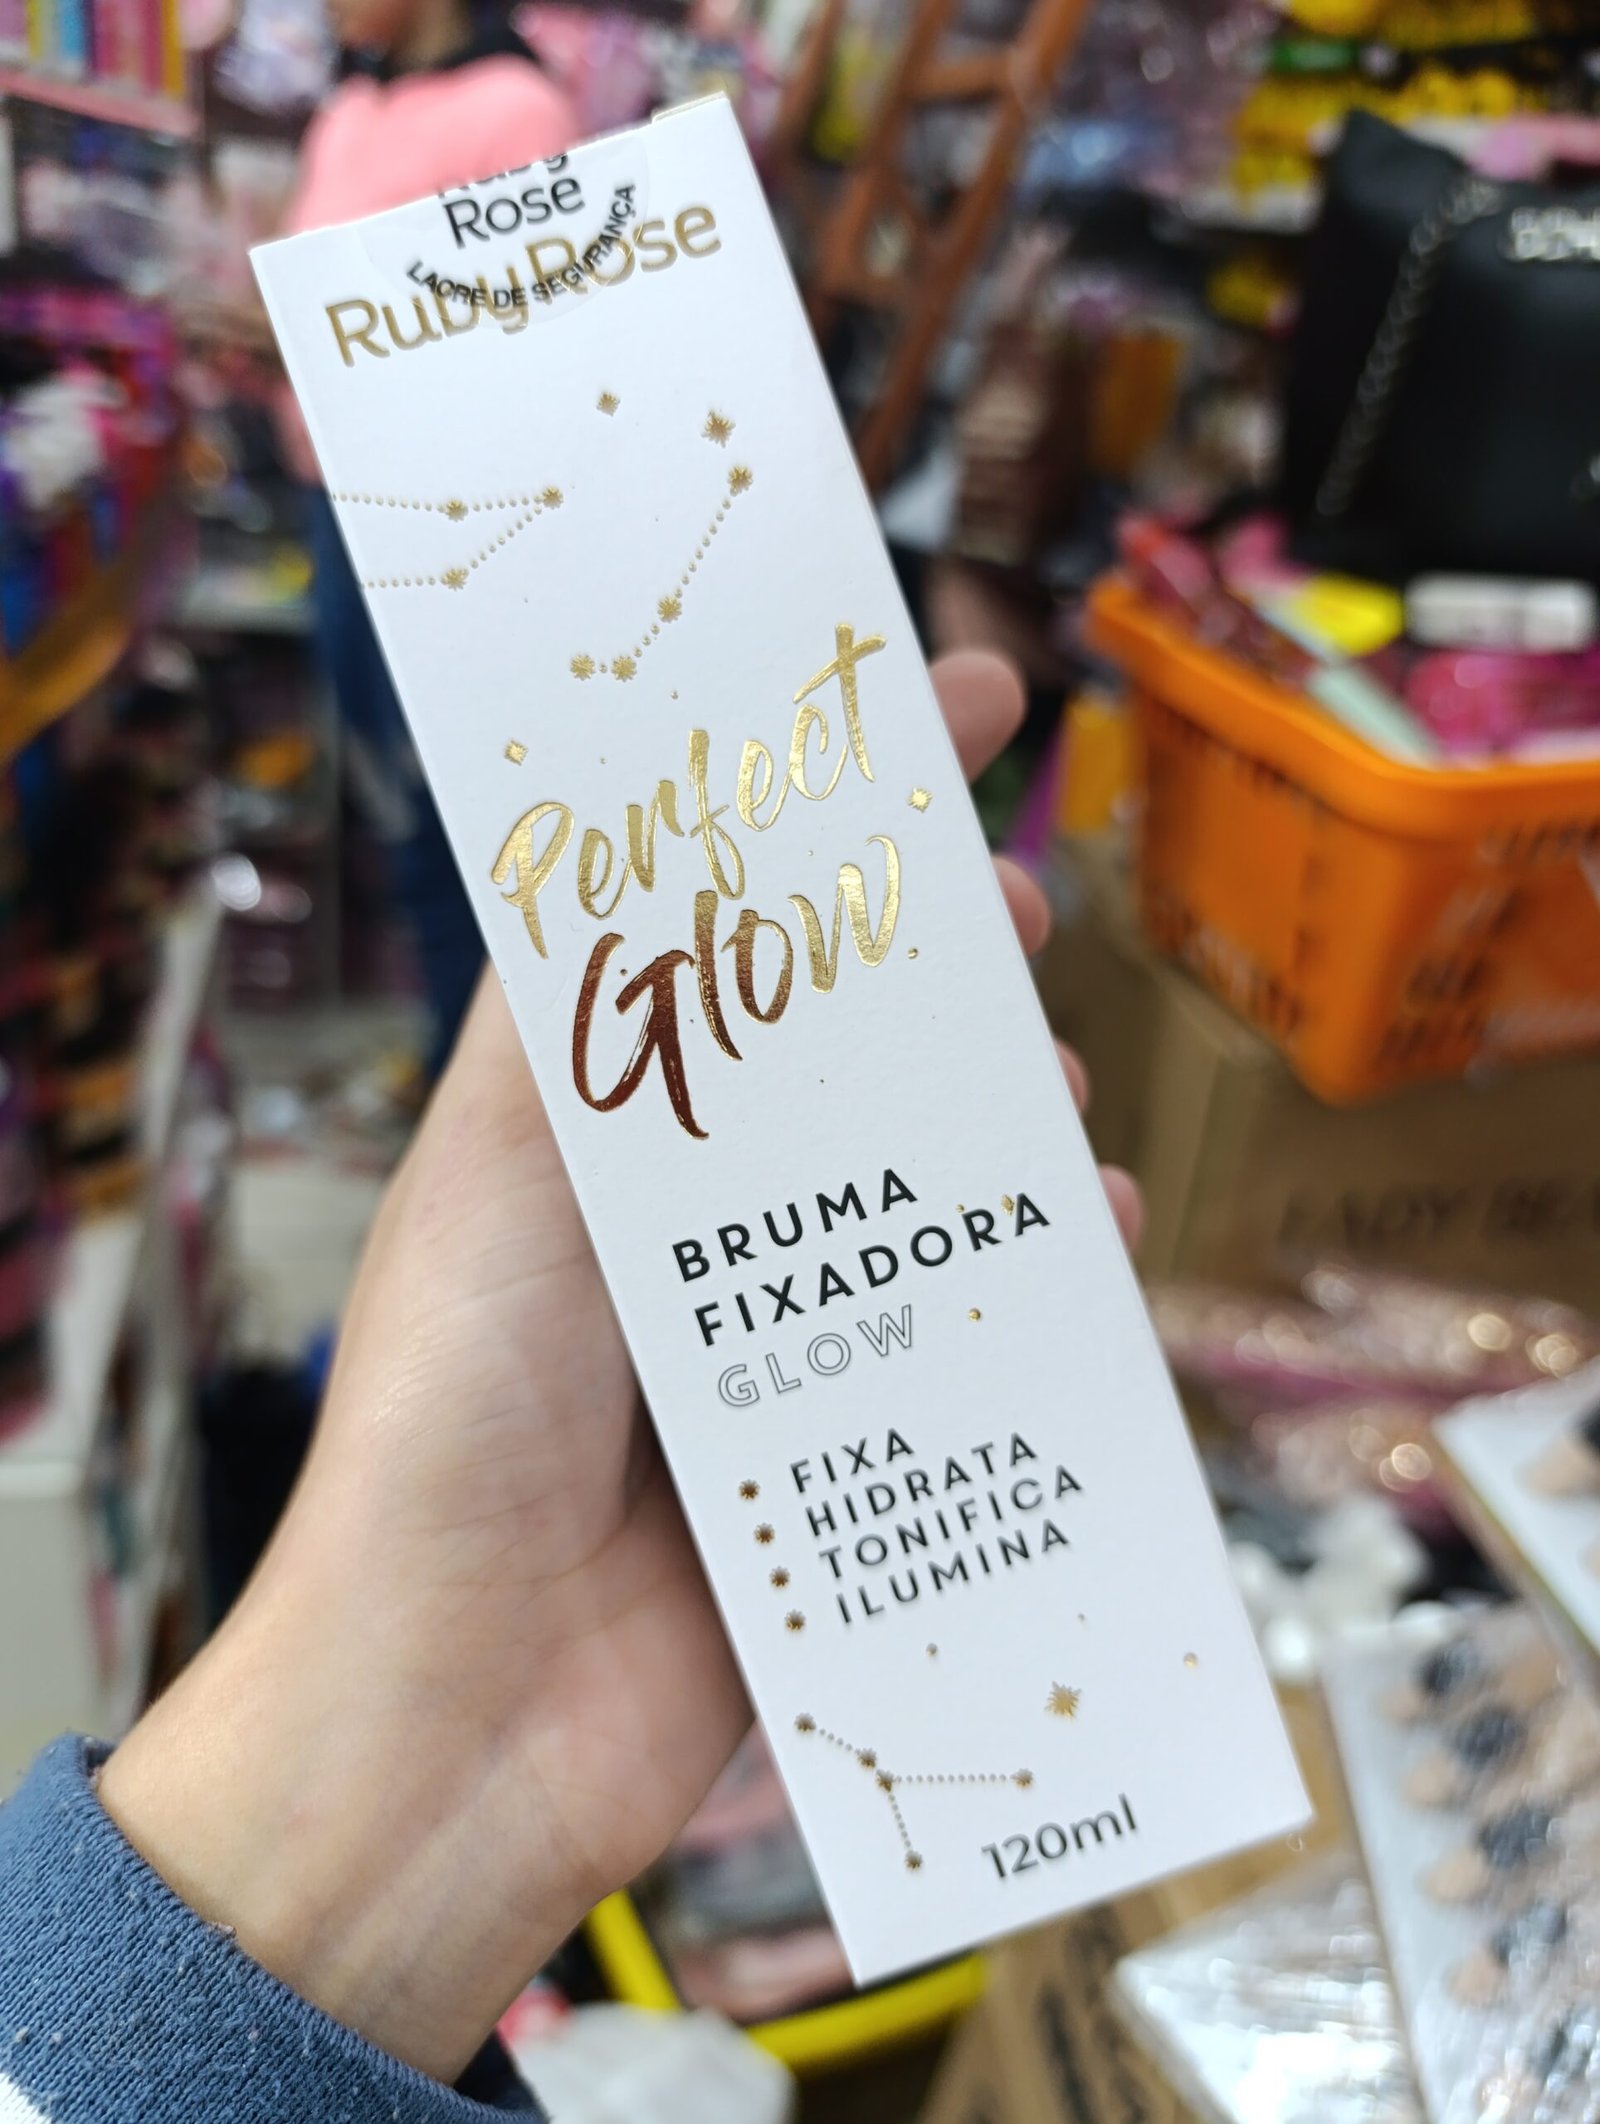 Rose
LACRE DE SEGURANÇA
Ruby Rose
Perfect
Glow
BRUMA
FIXADORA
GLOW
FIXA
HIDRATA
TONIFICA
ILUMINA
120ml